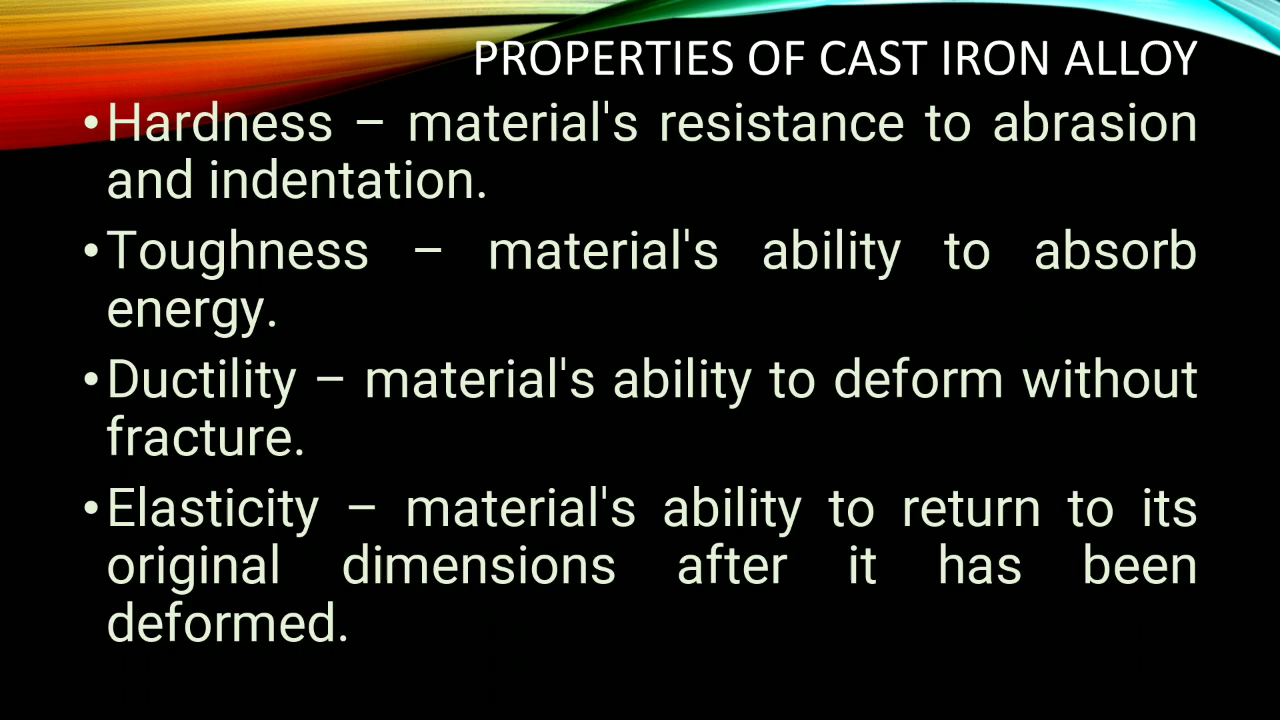 PROPERTIES OF CAST IRON ALLOY
•Hardness – material's resistance to abrasion
and indentation.
•Toughness – material's ability to absorb
energy.
•Ductility – material's ability to deform without
fracture.
•Elasticity – material's ability to return to its
original dimensions after it has been
deformed.